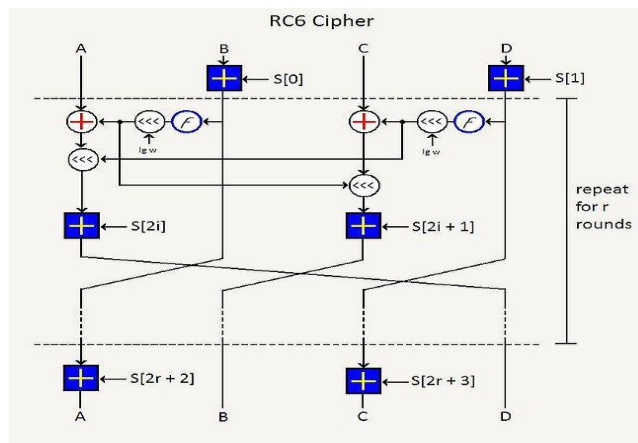 RC6 Cipher
A B C D
S[0] S[1]
<<< f <<< f
lg w lg w
<<< <<<
repeat
for r
rounds
S[2i] S[2i + 1]
S[2r + 2] S[2r + 3]
A B C D